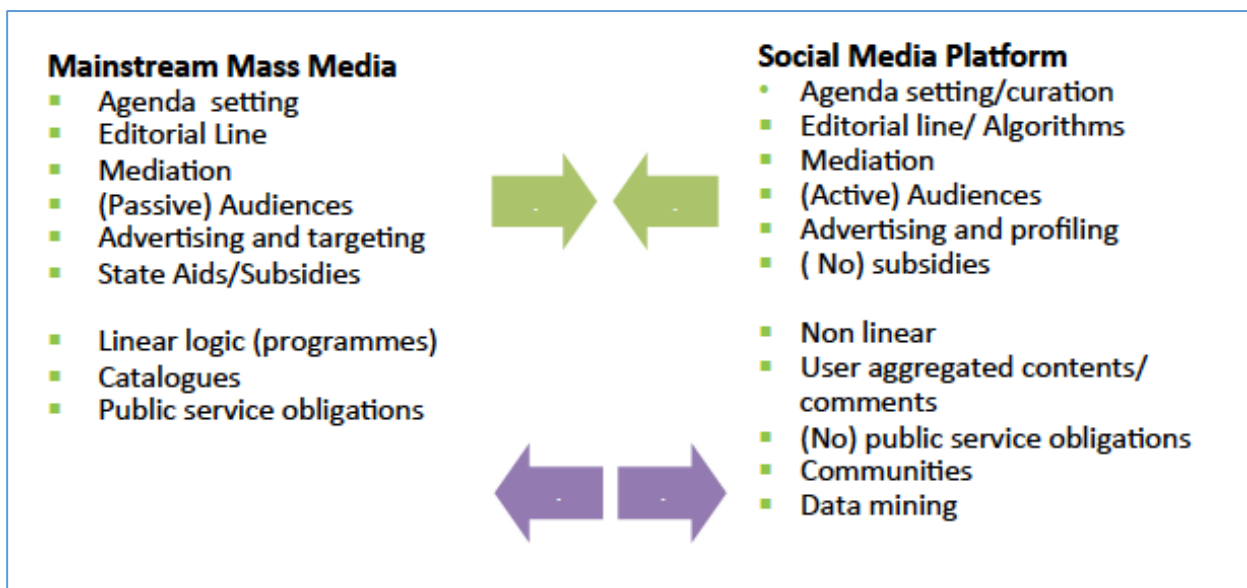 Mainstream Mass Media
Agenda setting
Editorial Line
Mediation
(Passive) Audiences
Advertising and targeting
State Aids/Subsidies
Linear logic (programmes)
Catalogues
Public service obligations
- -
- -
Social Media Platform
Agenda setting/curation
Editorial line/ Algorithms
Mediation
(Active) Audiences
Advertising and profiling
( No) subsidies
Non linear
User aggregated contents/
comments
(No) public service obligations
Communities
Data mining